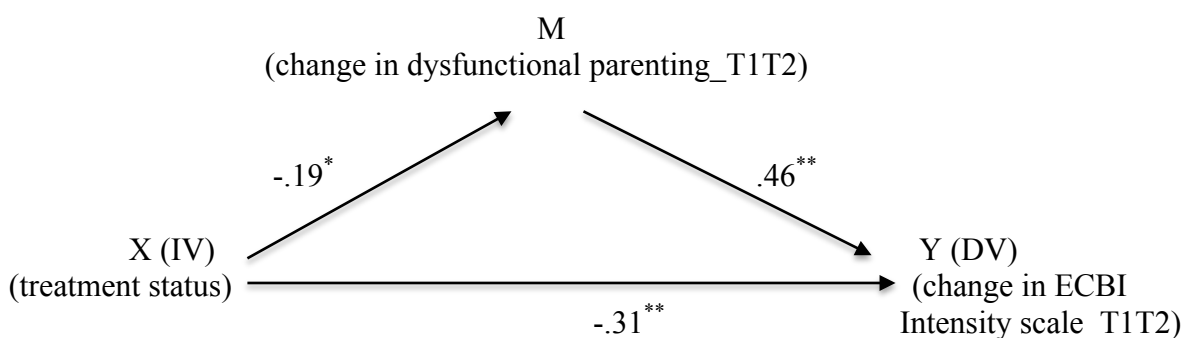 M
(change in dysfunctional parenting_T1T2)
-.19*
.46**
X (IV)
(treatment status)
Y (DV)
(change in ECBI
Intensity scale T1T2)
-.31**